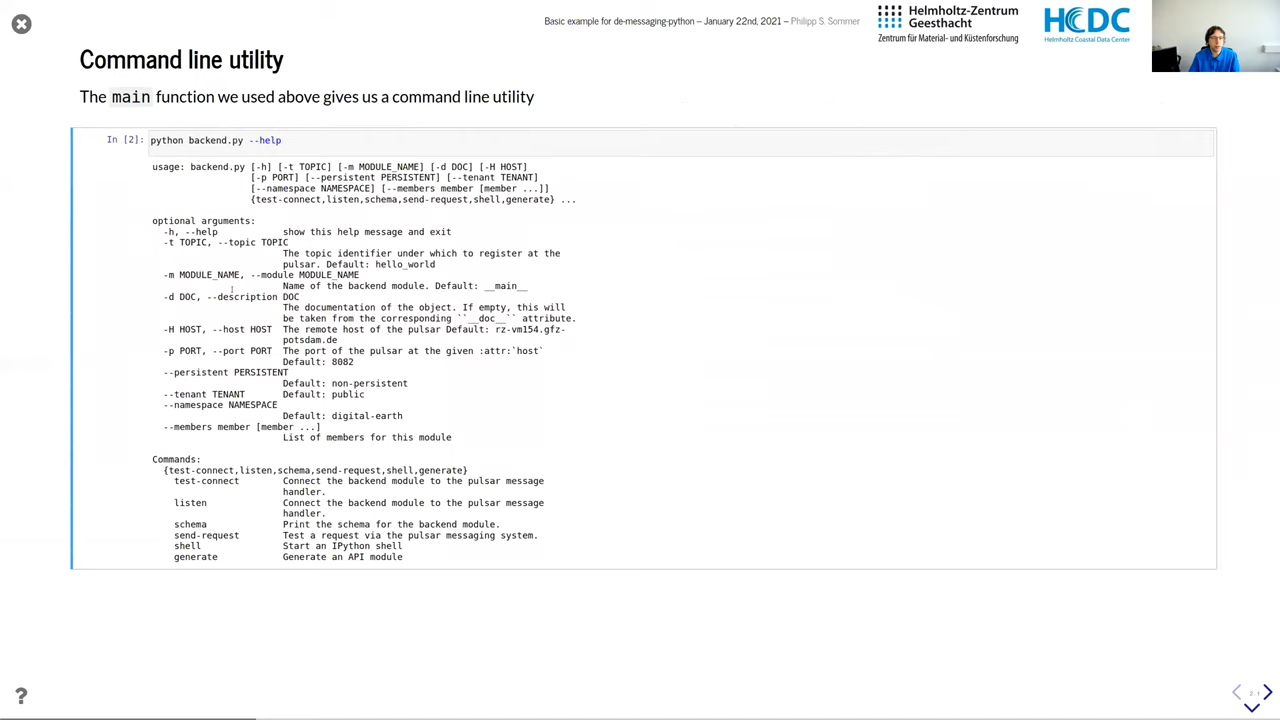 Basic example for de-messaging-python – January 22nd, 2021 – Philipp S. Sommer
Helmholtz-Zentrum
Geesthacht
Zentrum für Material- und Küstenforschung
HCDC
Helmholtz Coastal Data Center
Command line utility
The main function we used above gives us a command line utility
In [2]: python backend.py --help
usage: backend.py [-h] [-t TOPIC] [-m MODULE_NAME] [-d DOC] [-H HOST]
[-p PORT] [--persistent PERSISTENT] [--tenant TENANT]
[--namespace NAMESPACE] [--members member [member ...]]
{test-connect,listen,schema,send-request,shell,generate} ...
optional arguments:
-h, --help show this help message and exit
-t TOPIC, --topic TOPIC
The topic identifier under which to register at the
pulsar. Default: hello_world
-m MODULE_NAME, --module MODULE_NAME
Name of the backend module. Default: __main__
-d DOC, --description DOC
The documentation of the object. If empty, this will
be taken from the corresponding ``__doc__`` attribute.
-H HOST, --host HOST The remote host of the pulsar Default: rz-vm154.gfz-
potsdam.de
-p PORT, --port PORT The port of the pulsar at the given :attr:`host`
Default: 8082
--persistent PERSISTENT
Default: non-persistent
--tenant TENANT Default: public
--namespace NAMESPACE
Default: digital-earth
--members member [member ...]
List of members for this module
Commands:
{test-connect,listen,schema,send-request,shell,generate}
test-connect Connect the backend module to the pulsar message
handler.
listen Connect the backend module to the pulsar message
handler.
schema Print the schema for the backend module.
send-request Test a request via the pulsar messaging system.
shell Start an IPython shell
generate Generate an API module
?
2.1